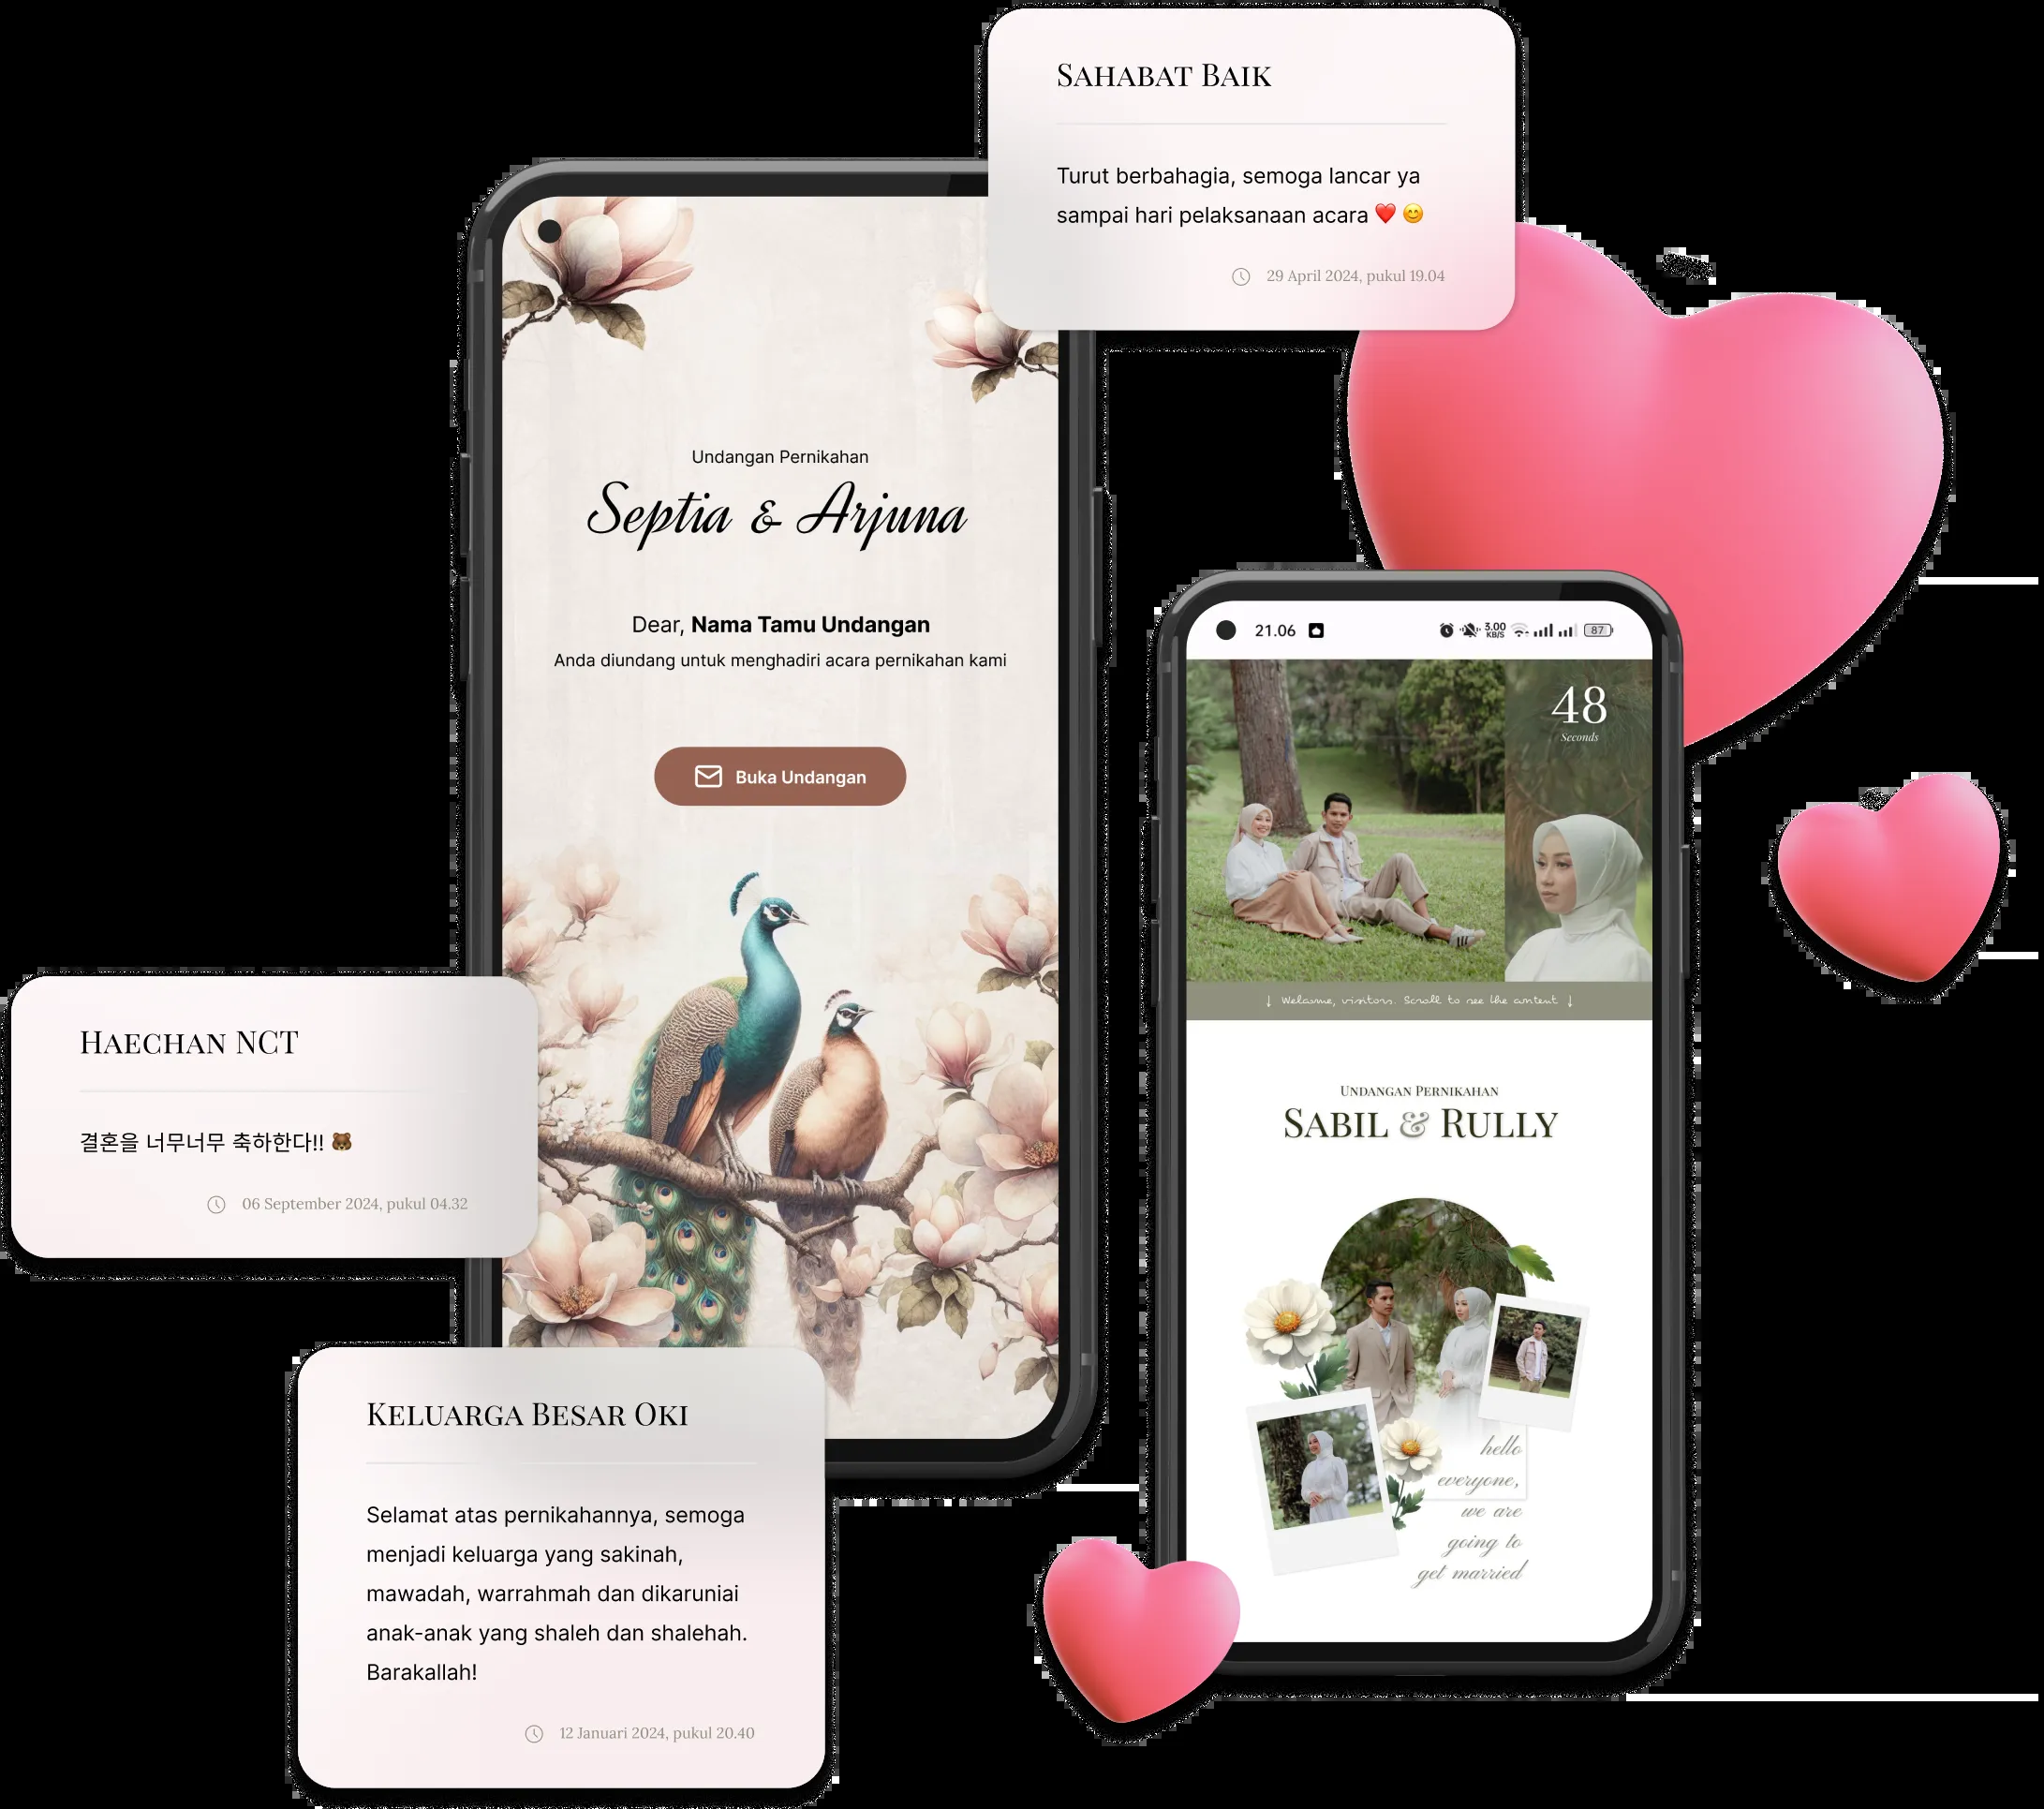 Sahabat Baik
Turut berbahagia, semoga lancar ya
sampai hari pelaksanaan acara ❤️ 😊
29 April 2024, pukul 19.04
Undangan Pernikahan
Septia & Arjuna
Dear, Nama Tamu Undangan
Anda diundang untuk menghadiri acara pernikahan kami
Buka Undangan
Haechan NCT
결혼을 너무너무 축하한다!! 🐻
06 September 2024, pukul 04.32
Keluarga Besar Oki
Selamat atas pernikahannya, semoga
menjadi keluarga yang sakinah,
mawadah, warrahmah dan dikaruniai
anak-anak yang shaleh dan shalehah.
Barakallah!
12 Januari 2024, pukul 20.40
21.06 3.00 KB/S 87
48
Seconds
↓ Welcome, visitors. Scroll to see the content ↓
Undangan Pernikahan
Sabil & Rully
hello
everyone,
we are
going to
get married